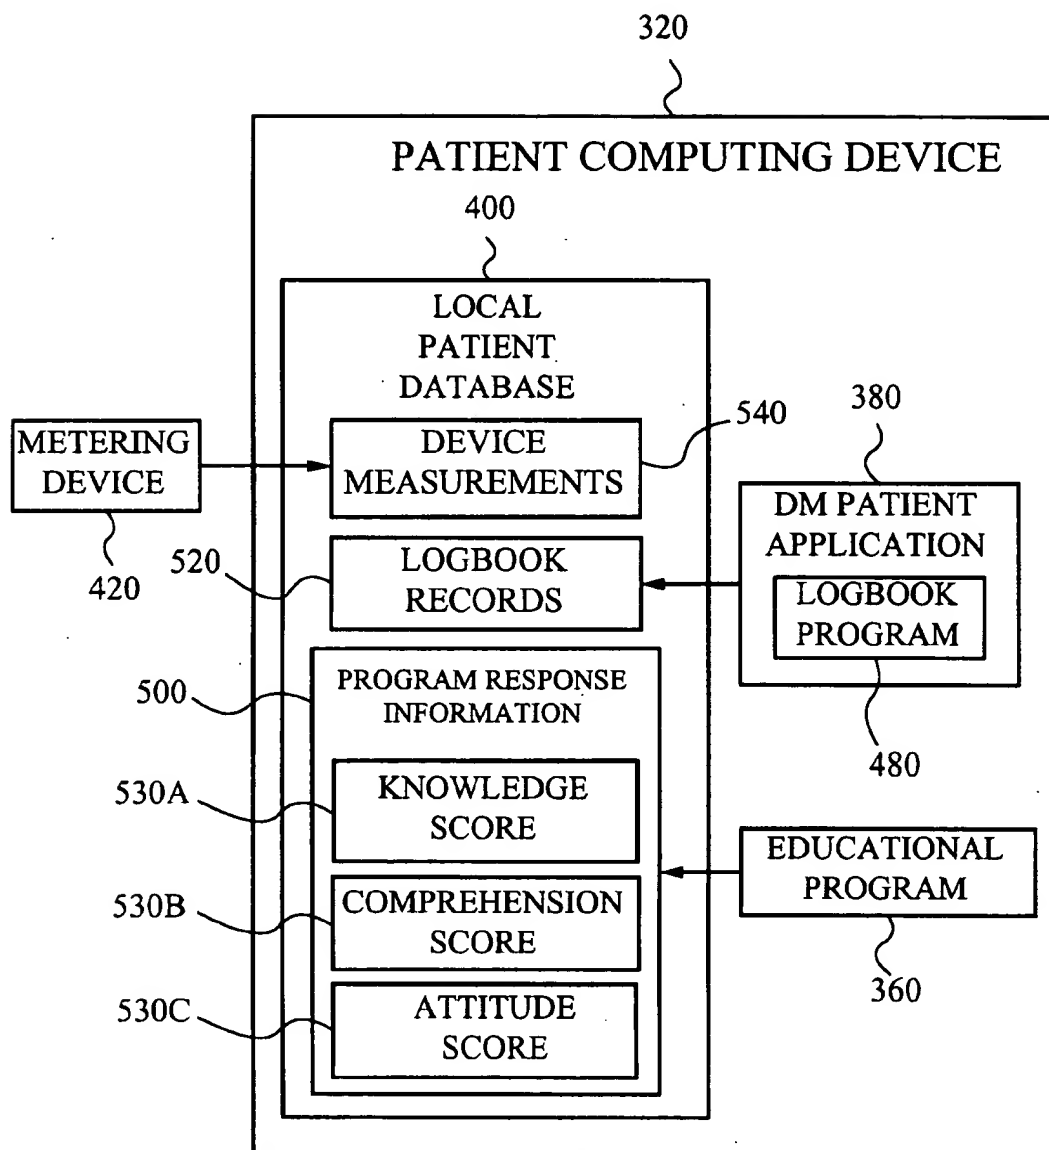 320
PATIENT COMPUTING DEVICE
400
LOCAL
PATIENT
DATABASE
540
380
METERING
DEVICE
420
DEVICE
MEASUREMENTS
520
LOGBOOK
RECORDS
DM PATIENT
APPLICATION
LOGBOOK
PROGRAM
480
500
PROGRAM RESPONSE
INFORMATION
530A
KNOWLEDGE
SCORE
530B
COMPREHENSION
SCORE
530C
ATTITUDE
SCORE
EDUCATIONAL
PROGRAM
360